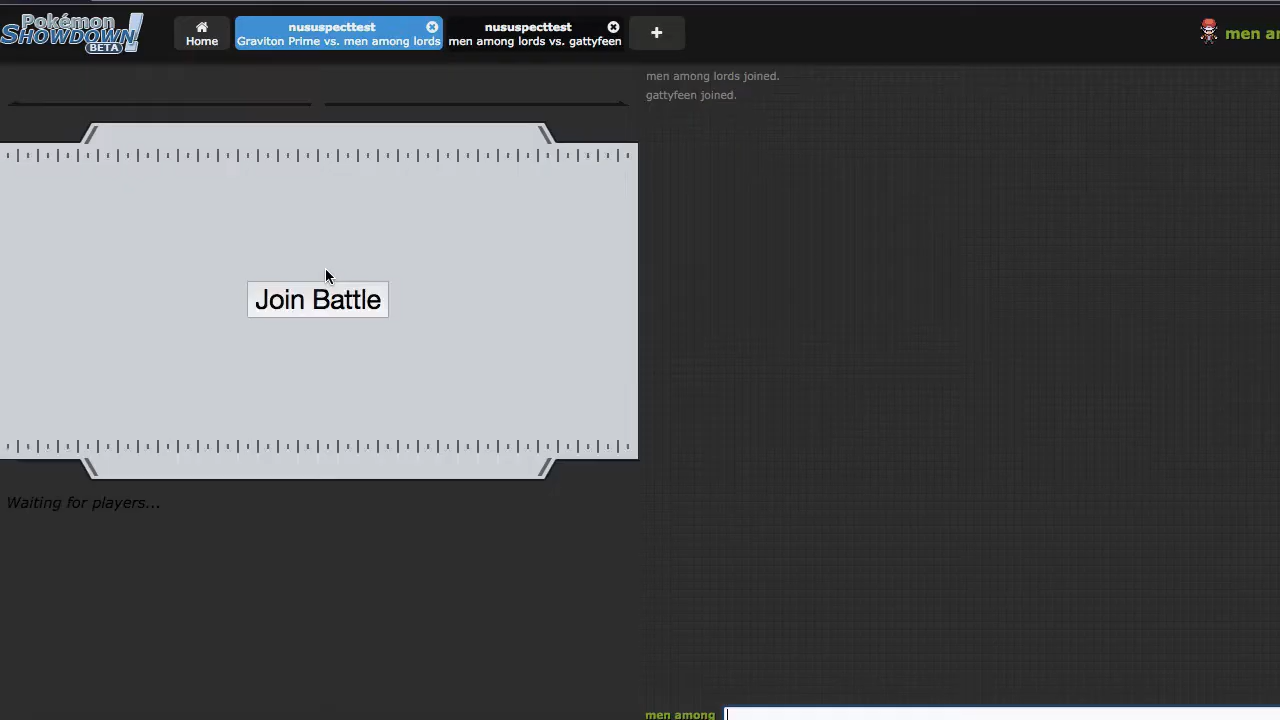 Pokémon
SHOWDOWN!
BETA
Home
nususpecttest
Graviton Prime vs. men among lords
nususpecttest
men among lords vs. gattyfeen
+
men a
men among lords joined.
gattyfeen joined.
Join Battle
Waiting for players...
men among